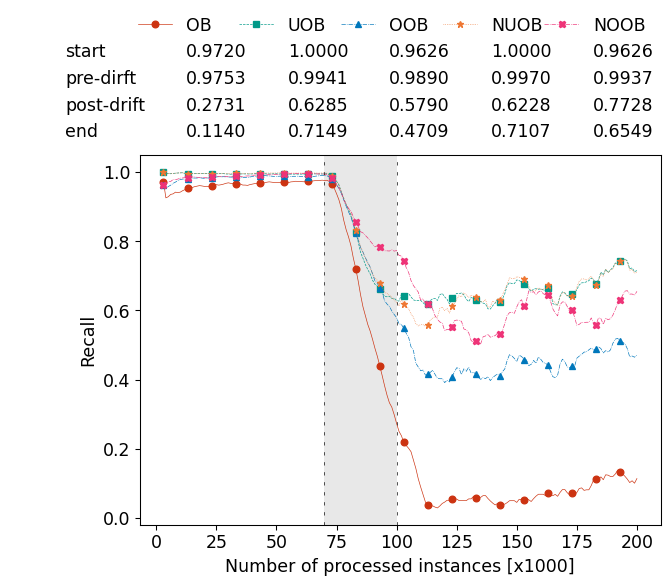 OB UOB OOB NUOB NOOB
start 0.9720 1.0000 0.9626 1.0000 0.9626
pre-dirft 0.9753 0.9941 0.9890 0.9970 0.9937
post-drift 0.2731 0.6285 0.5790 0.6228 0.7728
end 0.1140 0.7149 0.4709 0.7107 0.6549
1.0
0.8
0.6
0.4
0.2
0.0
Recall
0 25 50 75 100 125 150 175 200
Number of processed instances [x1000]